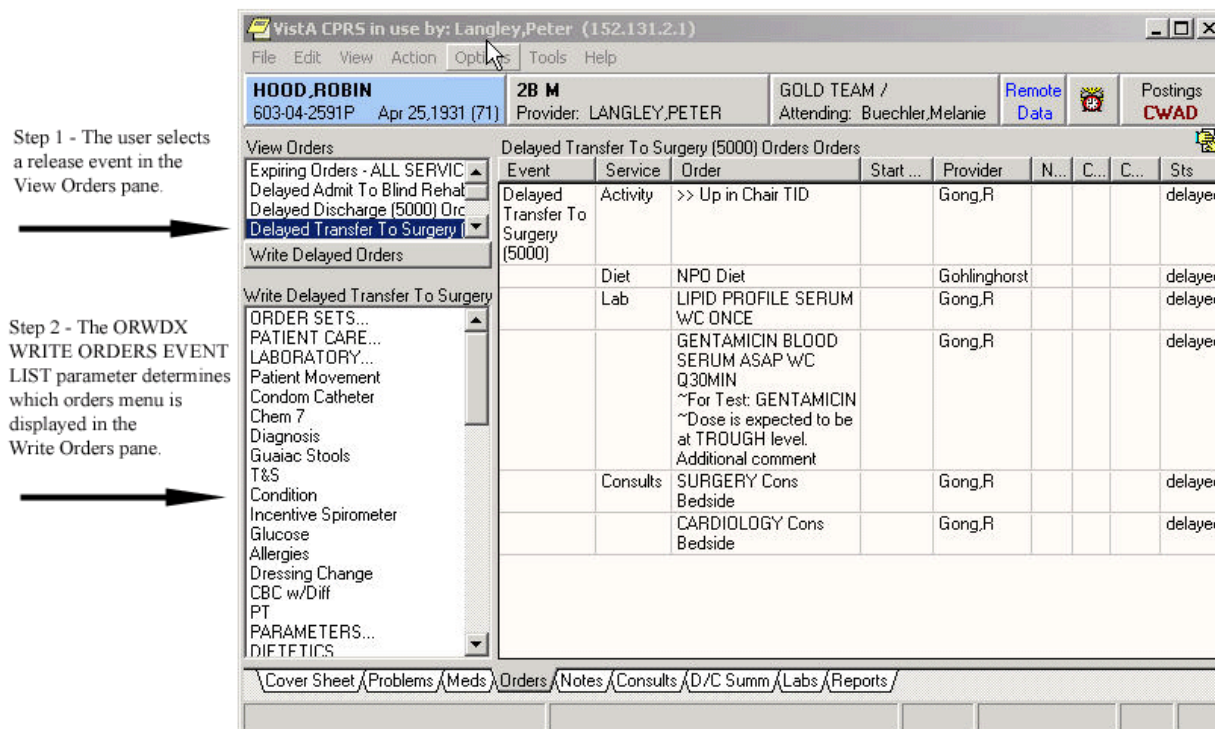 VistA CPRS in use by: Langley,Peter (152.131.2.1)
File Edit View Action Options Tools Help
HOOD,ROBIN
603-04-2591P Apr 25,1931 (71)
2B M
Provider: LANGLEY,PETER
GOLD TEAM /
Attending: Buechler,Melanie
Remote
Data
Postings
CWAD
Step 1 - The user selects
a release event in the
View Orders pane.
View Orders
Expiring Orders - ALL SERVIC
Delayed Admit To Blind Rehab
Delayed Discharge (5000) Orc
Delayed Transfer To Surgery (
Write Delayed Orders
Step 2 - The ORWDX
WRITE ORDERS EVENT
LIST parameter determines
which orders menu is
displayed in the
Write Orders pane.
Write Delayed Transfer To Surgery
ORDER SETS...
PATIENT CARE...
LABORATORY...
Patient Movement
Condom Catheter
Chem 7
Diagnosis
Guaiac Stools
T&S
Condition
Incentive Spirometer
Glucose
Allergies
Dressing Change
CBC w/Diff
PT
PARAMETERS...
DIETETICS
Delayed Transfer To Surgery (5000) Orders Orders
Event Service Order Start ... Provider N... C... C... Sts
Delayed
Transfer To
Surgery
(5000)
Activity >> Up in Chair TID Gong,R delayed
Diet NPO Diet Gohlinghorst delayed
Lab LIPID PROFILE SERUM
WC ONCE
Gong,R delayed
GENTAMICIN BLOOD
SERUM ASAP WC
Q30MIN
~For Test: GENTAMICIN
~Dose is expected to be
at TROUGH level.
Additional comment
Gong,R delayed
Consults SURGERY Cons
Bedside
Gong,R delayed
CARDIOLOGY Cons
Bedside
Gong,R delayed
Cover Sheet Problems Meds Orders Notes Consults D/C Summ Labs Reports